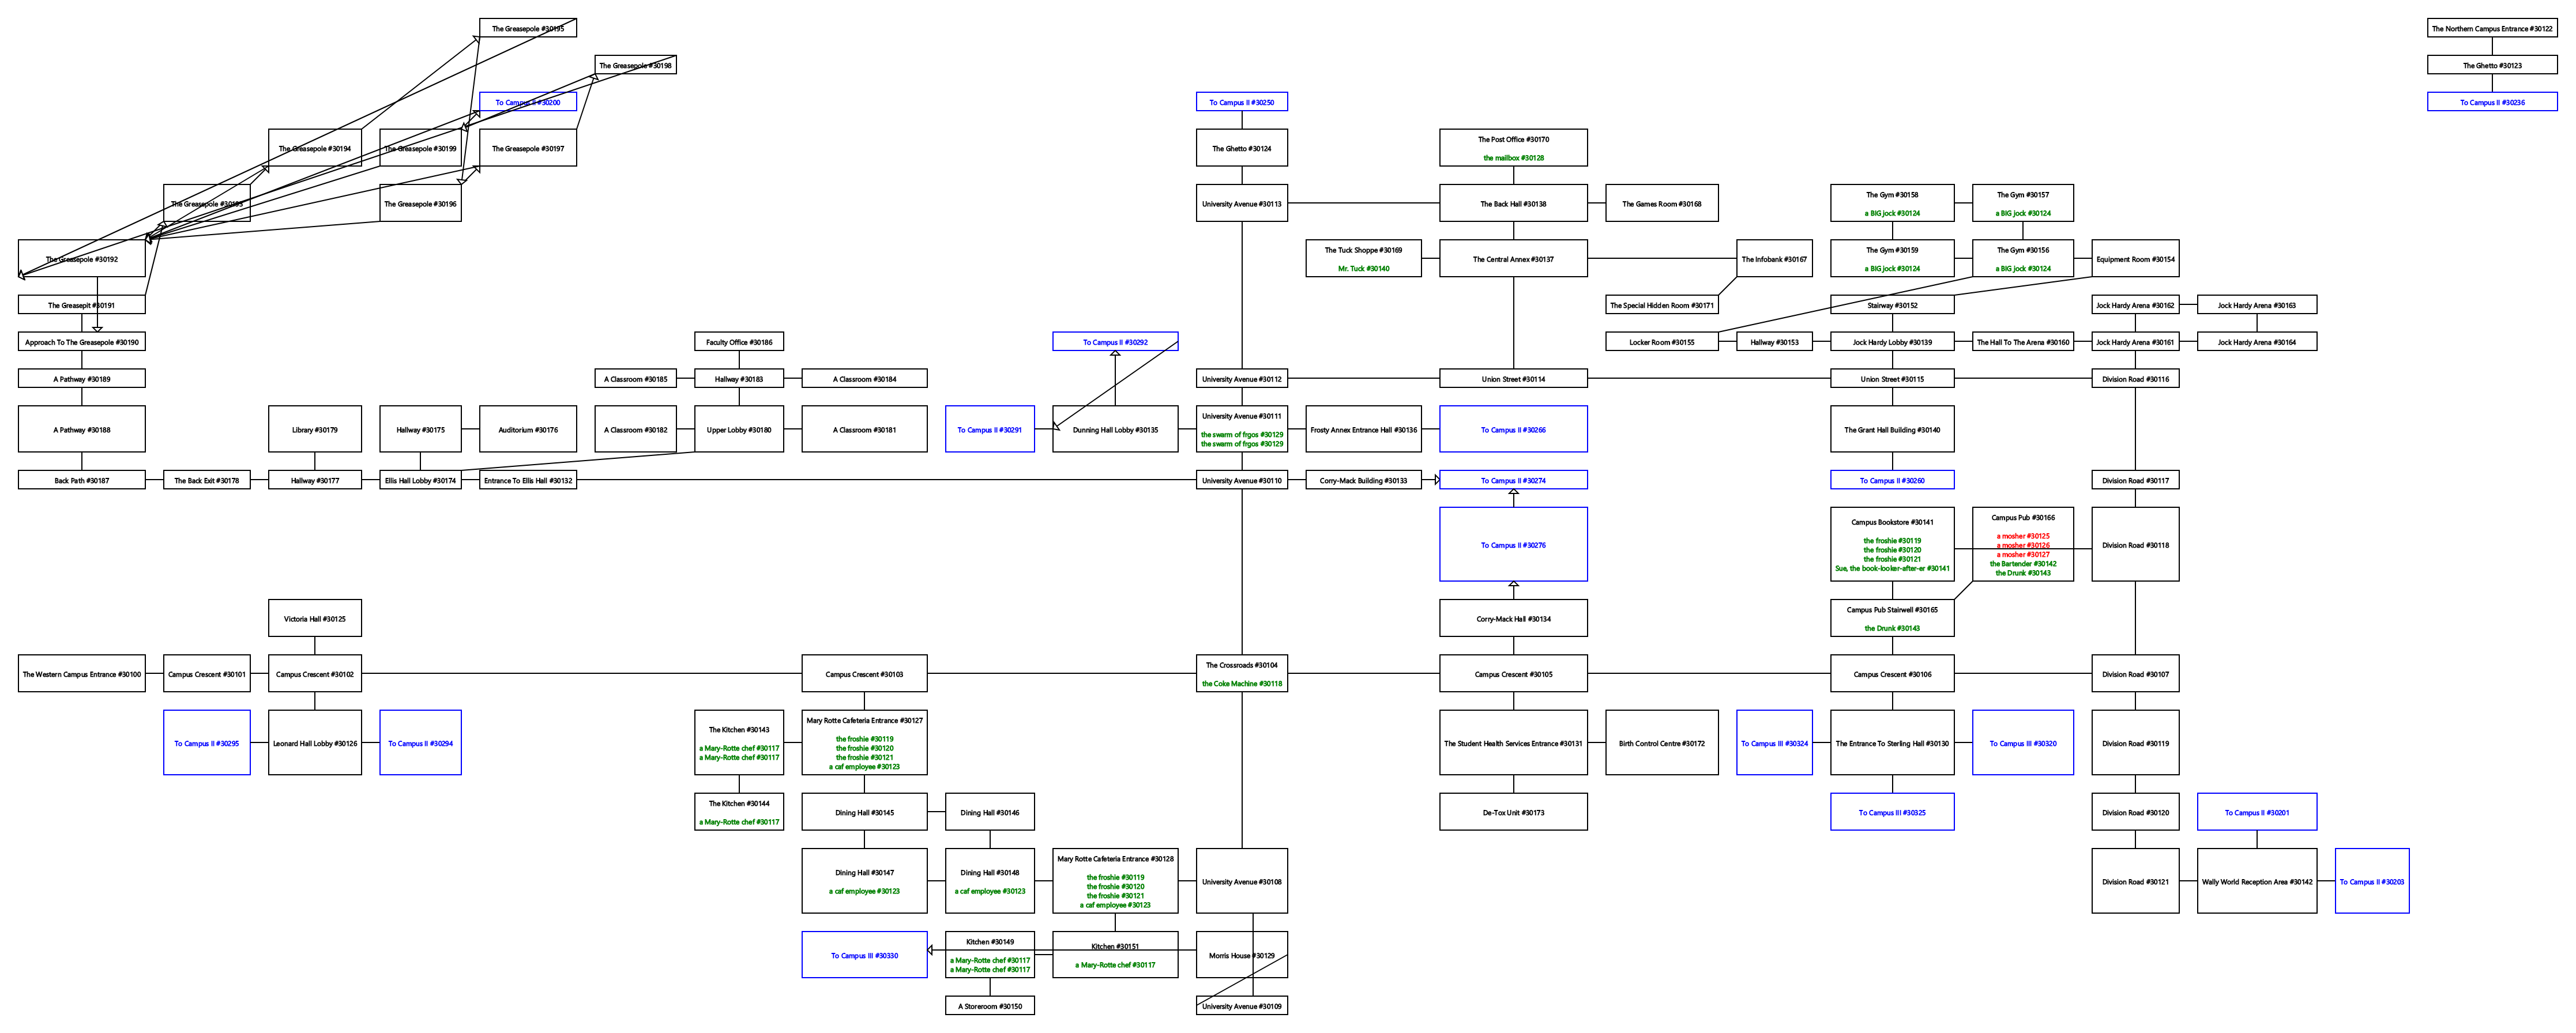 The Greasepole #30195
The Northern Campus Entrance #30122
The Greasepole #30198
The Ghetto #30123
To Campus II #30200
To Campus II #30250
To Campus II #30236
The Greasepole #30194
The Greasepole #30199
The Greasepole #30197
The Ghetto #30124
The Post Office #30170
the mailbox #30128
The Greasepole #30193
The Greasepole #30196
University Avenue #30113
The Back Hall #30138
The Games Room #30168
The Gym #30158
a BIG jock #30124
The Gym #30157
a BIG jock #30124
The Greasepole #30192
The Tuck Shoppe #30169
Mr. Tuck #30140
The Central Annex #30137
The Infobank #30167
The Gym #30159
a BIG jock #30124
The Gym #30156
a BIG jock #30124
Equipment Room #30154
The Greasepit #30191
The Special Hidden Room #30171
Stairway #30152
Jock Hardy Arena #30162
Jock Hardy Arena #30163
Approach To The Greasepole #30190
Faculty Office #30186
To Campus II #30292
Locker Room #30155
Hallway #30153
Jock Hardy Lobby #30139
The Hall To The Arena #30160
Jock Hardy Arena #30161
Jock Hardy Arena #30164
A Pathway #30189
A Classroom #30185
Hallway #30183
A Classroom #30184
University Avenue #30112
Union Street #30114
Union Street #30115
Division Road #30116
A Pathway #30188
Library #30179
Hallway #30175
Auditorium #30176
A Classroom #30182
Upper Lobby #30180
A Classroom #30181
To Campus II #30291
Dunning Hall Lobby #30135
University Avenue #30111
the swarm of frgos #30129
the swarm of frgos #30129
Frosty Annex Entrance Hall #30136
To Campus II #30266
The Grant Hall Building #30140
Back Path #30187
The Back Exit #30178
Hallway #30177
Ellis Hall Lobby #30174
Entrance To Ellis Hall #30132
University Avenue #30110
Corry-Mack Building #30133
To Campus II #30274
To Campus II #30260
Division Road #30117
To Campus II #30276
Campus Bookstore #30141
the froshie #30119
the froshie #30120
the froshie #30121
Sue, the book-looker-after-er #30141
Campus Pub #30166
a mosher #30125
a mosher #30126
a mosher #30127
the Bartender #30142
the Drunk #30143
Division Road #30118
Victoria Hall #30125
Corry-Mack Hall #30134
Campus Pub Stairwell #30165
the Drunk #30143
The Western Campus Entrance #30100
Campus Crescent #30101
Campus Crescent #30102
Campus Crescent #30103
The Crossroads #30104
the Coke Machine #30118
Campus Crescent #30105
Campus Crescent #30106
Division Road #30107
To Campus II #30295
Leonard Hall Lobby #30126
To Campus II #30294
The Kitchen #30143
a Mary-Rotte chef #30117
a Mary-Rotte chef #30117
Mary Rotte Cafeteria Entrance #30127
the froshie #30119
the froshie #30120
the froshie #30121
a caf employee #30123
The Student Health Services Entrance #30131
Birth Control Centre #30172
To Campus III #30324
The Entrance To Sterling Hall #30130
To Campus III #30320
Division Road #30119
The Kitchen #30144
a Mary-Rotte chef #30117
Dining Hall #30145
Dining Hall #30146
De-Tox Unit #30173
To Campus III #30325
Division Road #30120
To Campus II #30201
Dining Hall #30147
a caf employee #30123
Dining Hall #30148
a caf employee #30123
Mary Rotte Cafeteria Entrance #30128
the froshie #30119
the froshie #30120
the froshie #30121
a caf employee #30123
University Avenue #30108
Division Road #30121
Wally World Reception Area #30142
To Campus II #30203
To Campus III #30330
Kitchen #30149
a Mary-Rotte chef #30117
a Mary-Rotte chef #30117
Kitchen #30151
a Mary-Rotte chef #30117
Morris House #30129
A Storeroom #30150
University Avenue #30109